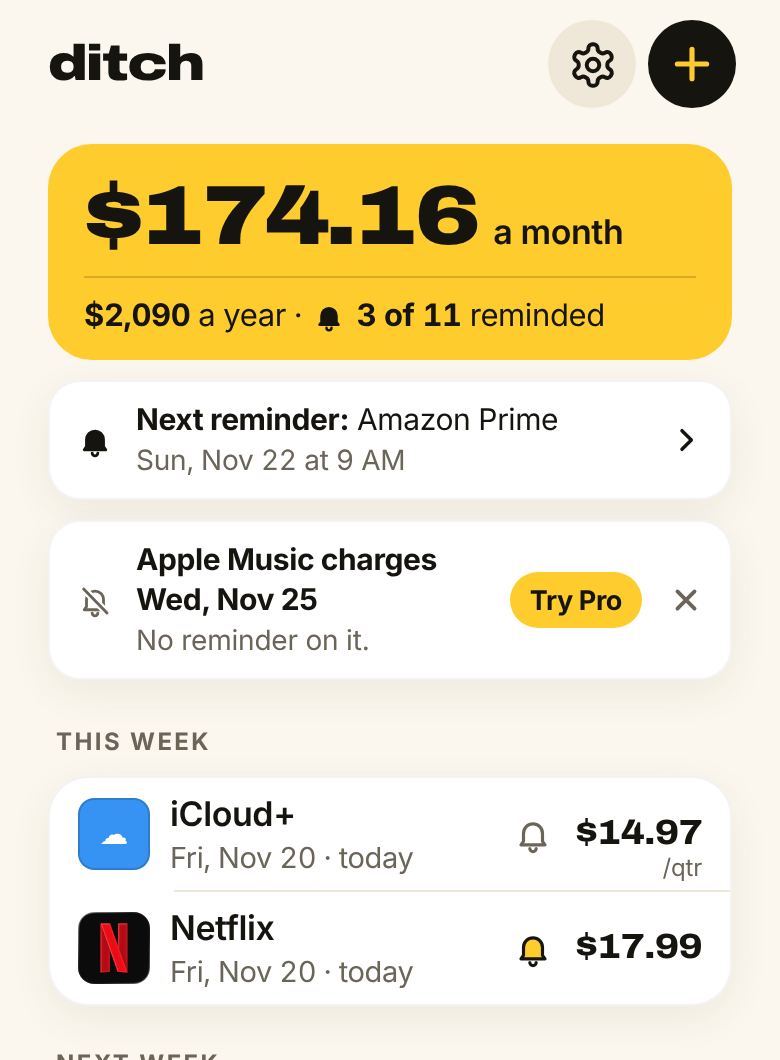 ditch
$174.16 a month
$2,090 a year · 3 of 11 reminded
Next reminder: Amazon Prime
Sun, Nov 22 at 9 AM
Apple Music charges
Wed, Nov 25
No reminder on it.
Try Pro
THIS WEEK
iCloud+
Fri, Nov 20 · today
$14.97
/qtr
Netflix
Fri, Nov 20 · today
$17.99
NEXT WEEK